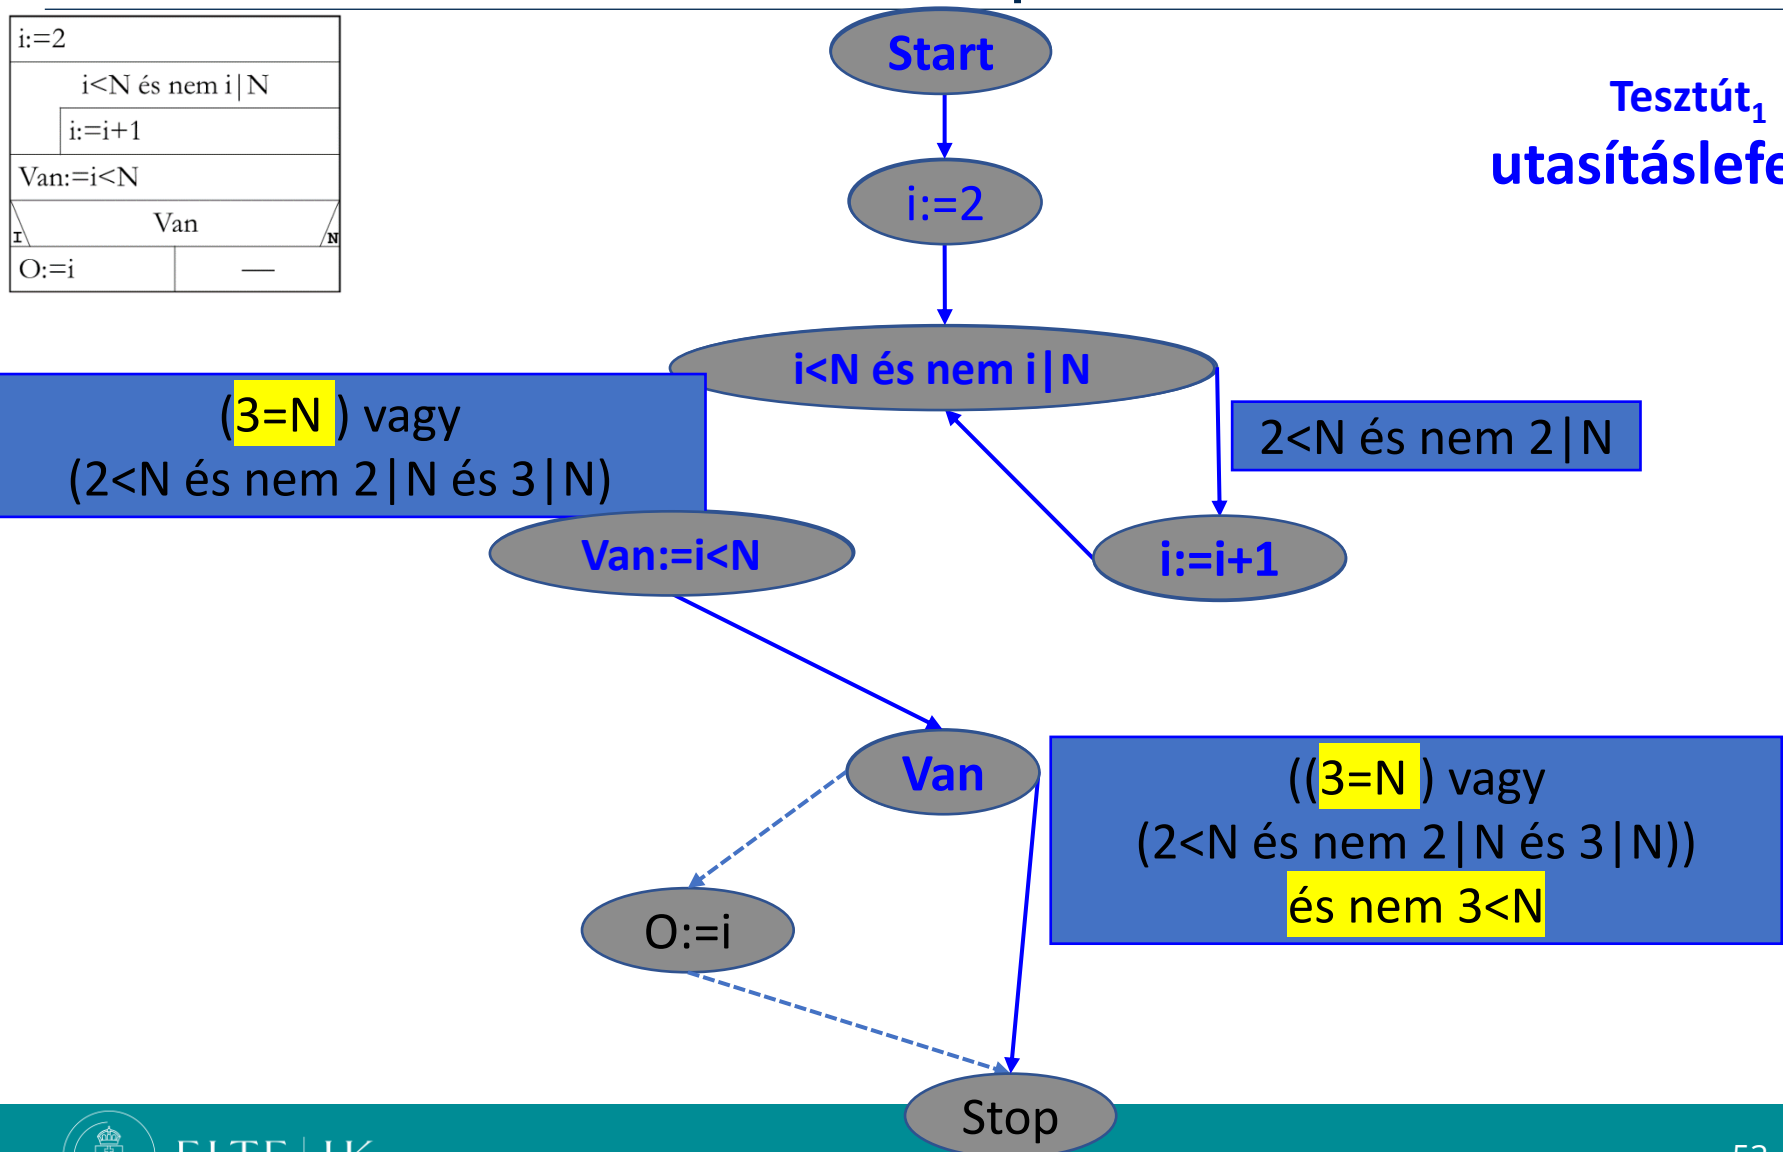 i:=2
i<N és nem i|N
i:=i+1
Van:=i<N
Van
I
N
O:=i
—
Start
Tesztút₁
i:=2
i<N és nem i|N
(3=N ) vagy
(2<N és nem 2|N és 3|N)
2<N és nem 2|N
Van:=i<N
i:=i+1
Van
((3=N ) vagy
(2<N és nem 2|N és 3|N))
és nem 3<N
O:=i
Stop